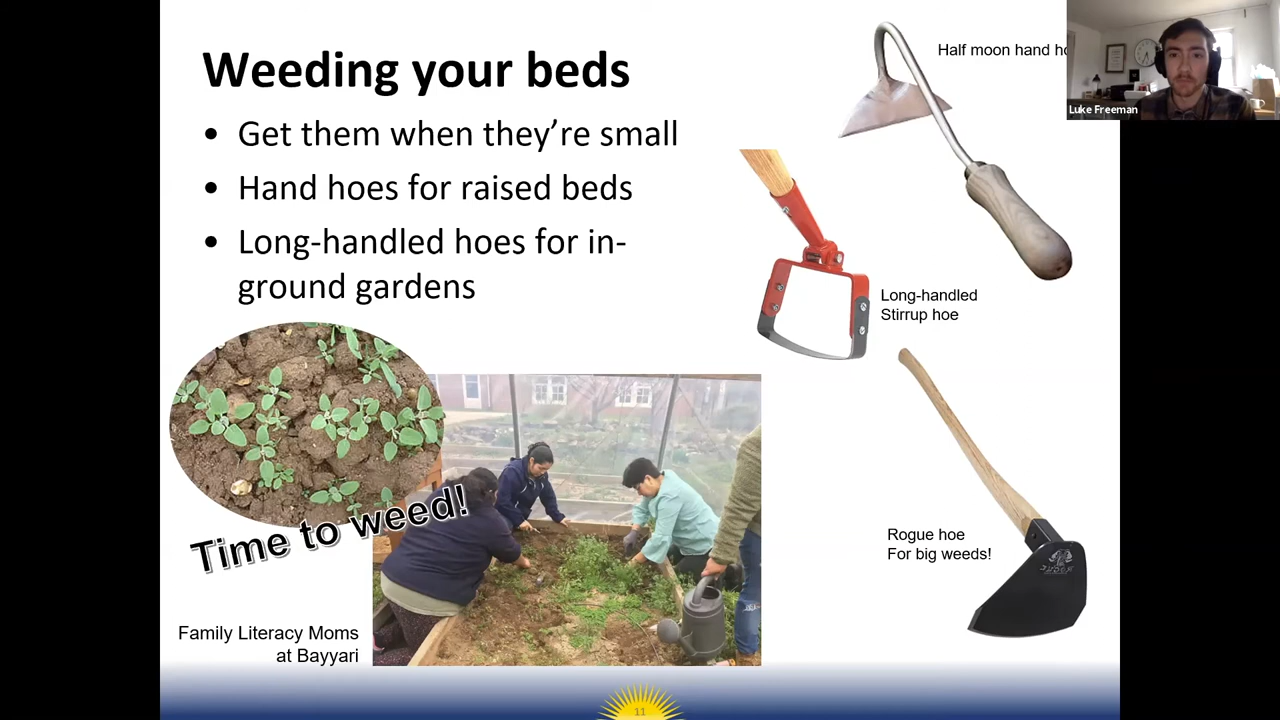 Weeding your beds
• Get them when they’re small
• Hand hoes for raised beds
• Long-handled hoes for in-
ground gardens
Half moon hand
Luke Freeman
Long-handled
Stirrup hoe
Rogue hoe
For big weeds!
Time to weed!
Family Literacy Moms
at Bayyari
11